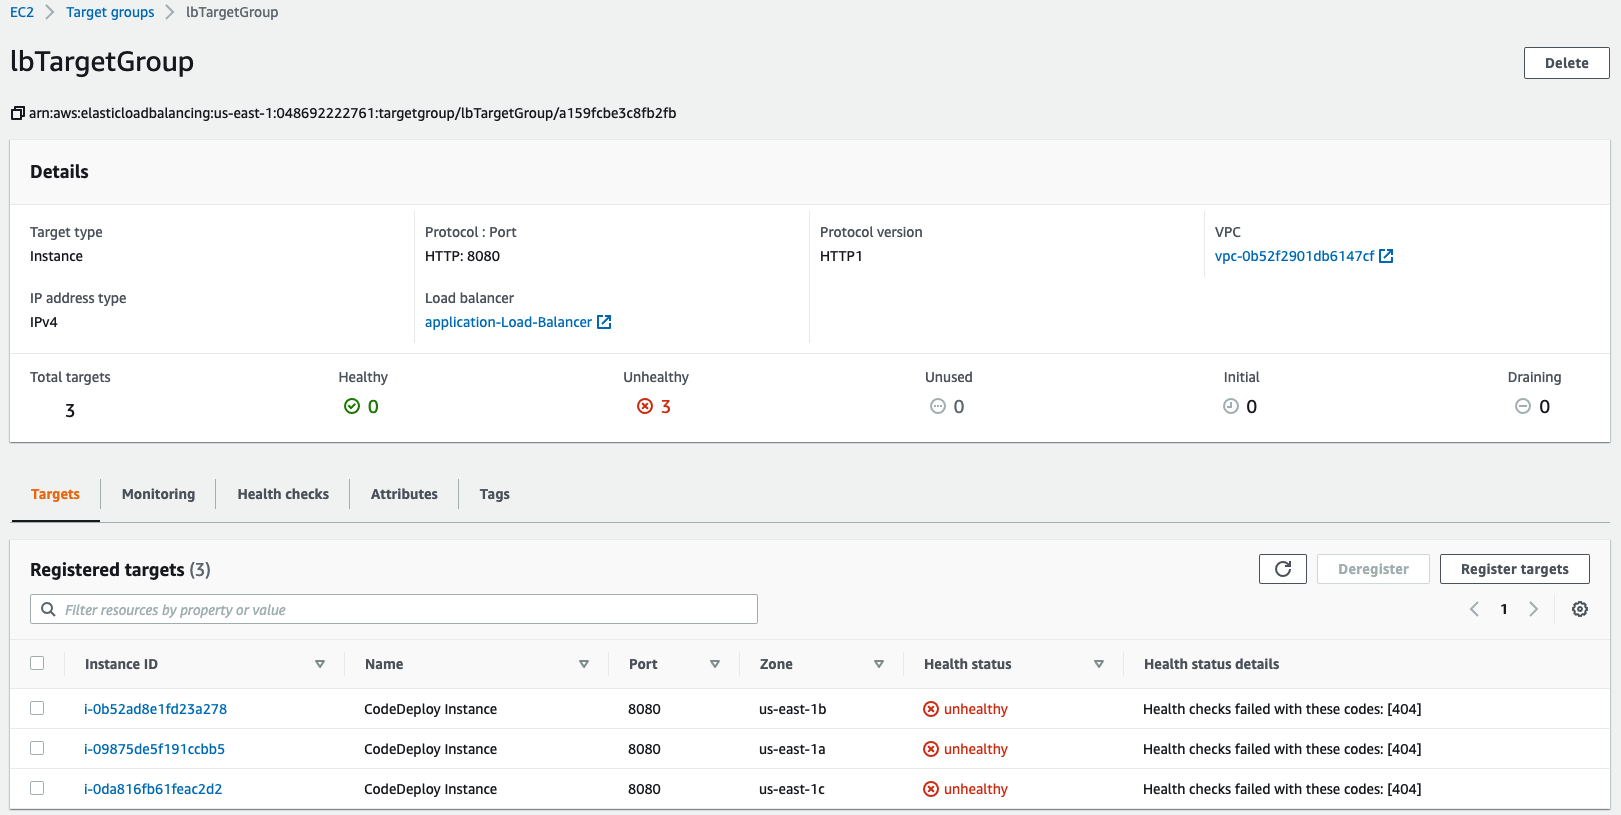 EC2 > Target groups > lbTargetGroup
lbTargetGroup
Delete
arn:aws:elasticloadbalancing:us-east-1:048692222761:targetgroup/lbTargetGroup/a159fcbe3c8fb2fb
Details
Target type
Instance
Protocol : Port
HTTP: 8080
Protocol version
HTTP1
VPC
vpc-0b52f2901db6147cf
IP address type
IPv4
Load balancer
application-Load-Balancer
Total targets
3
Healthy
0
Unhealthy
3
Unused
0
Initial
0
Draining
0
Targets Monitoring Health checks Attributes Tags
Registered targets (3)
Deregister
Register targets
Filter resources by property or value
1
Instance ID Name Port Zone Health status Health status details
i-0b52ad8e1fd23a278 CodeDeploy Instance 8080 us-east-1b unhealthy Health checks failed with these codes: [404]
i-09875de5f191ccbb5 CodeDeploy Instance 8080 us-east-1a unhealthy Health checks failed with these codes: [404]
i-0da816fb61feac2d2 CodeDeploy Instance 8080 us-east-1c unhealthy Health checks failed with these codes: [404]